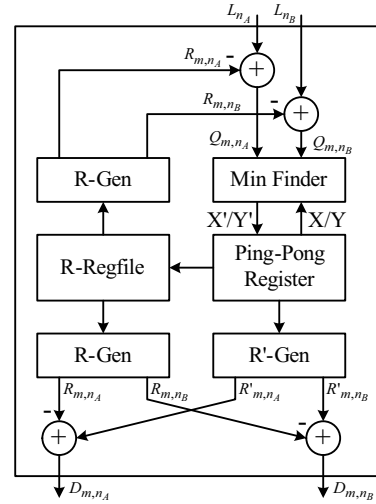 L_{n_A} L_{n_B}
R_{m,n_A} - +
R_{m,n_B} - +
Q_{m,n_A} Q_{m,n_B}
R-Gen Min Finder
X'/Y' X/Y
R-Regfile Ping-Pong
Register
R-Gen R'-Gen
R_{m,n_A} R_{m,n_B} R'_{m,n_A} R'_{m,n_B}
- + - +
D_{m,n_A} D_{m,n_B}